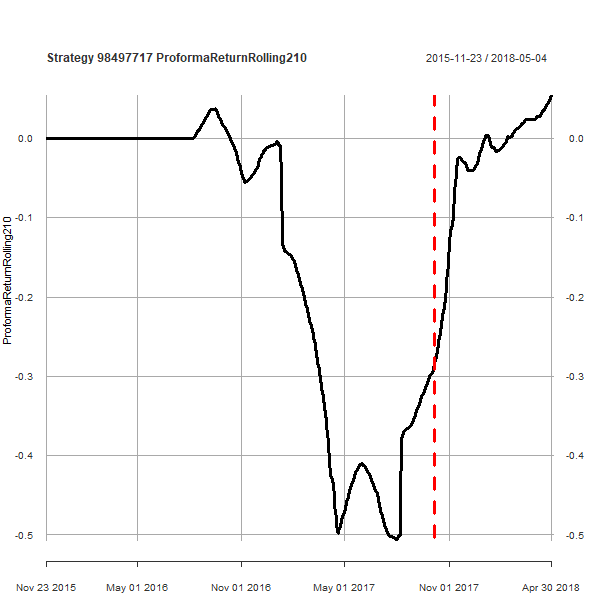 Strategy 98497717 ProformaReturnRolling210 2015-11-23 / 2018-05-04
0.0 0.0
-0.1 -0.1
-0.2 -0.2
-0.3 -0.3
-0.4 -0.4
-0.5 -0.5
ProformaReturnRolling210
Nov 23 2015 May 01 2016 Nov 01 2016 May 01 2017 Nov 01 2017 Apr 30 2018